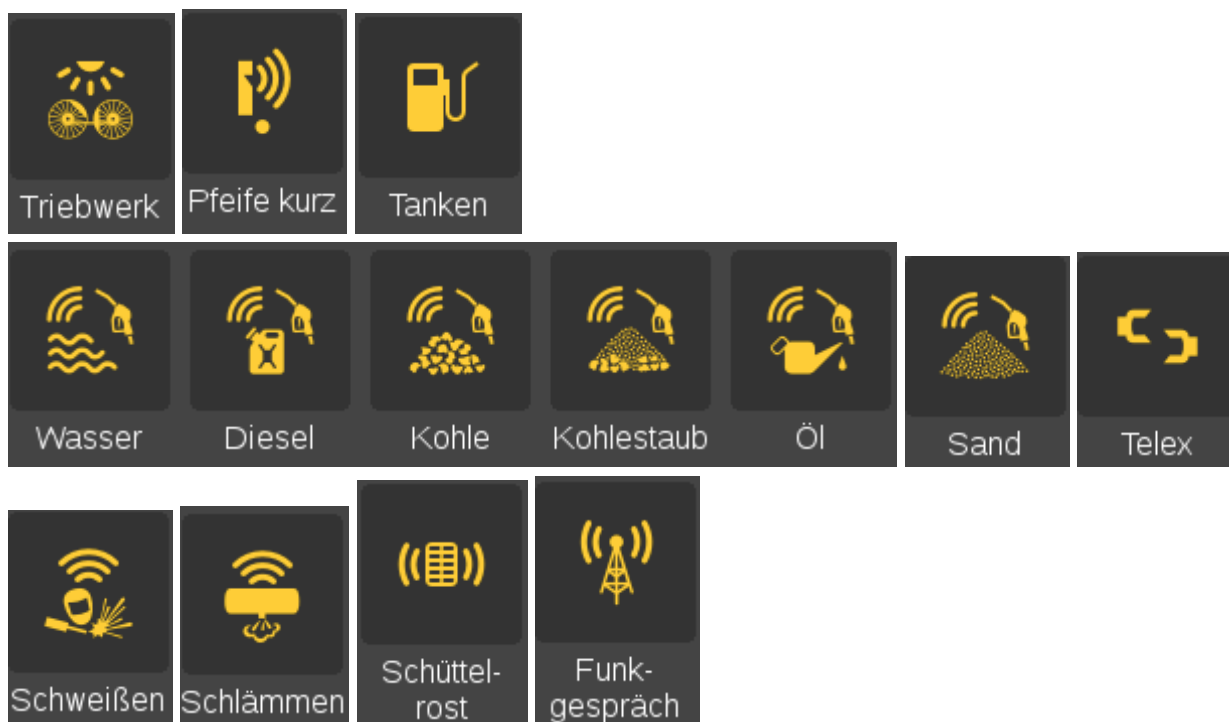 Triebwerk Pfeife kurz Tanken
Wasser Diesel Kohle Kohlestaub Öl Sand Telex
Schweißen Schlämmen Schüttel-
rost Funk-
gespräch